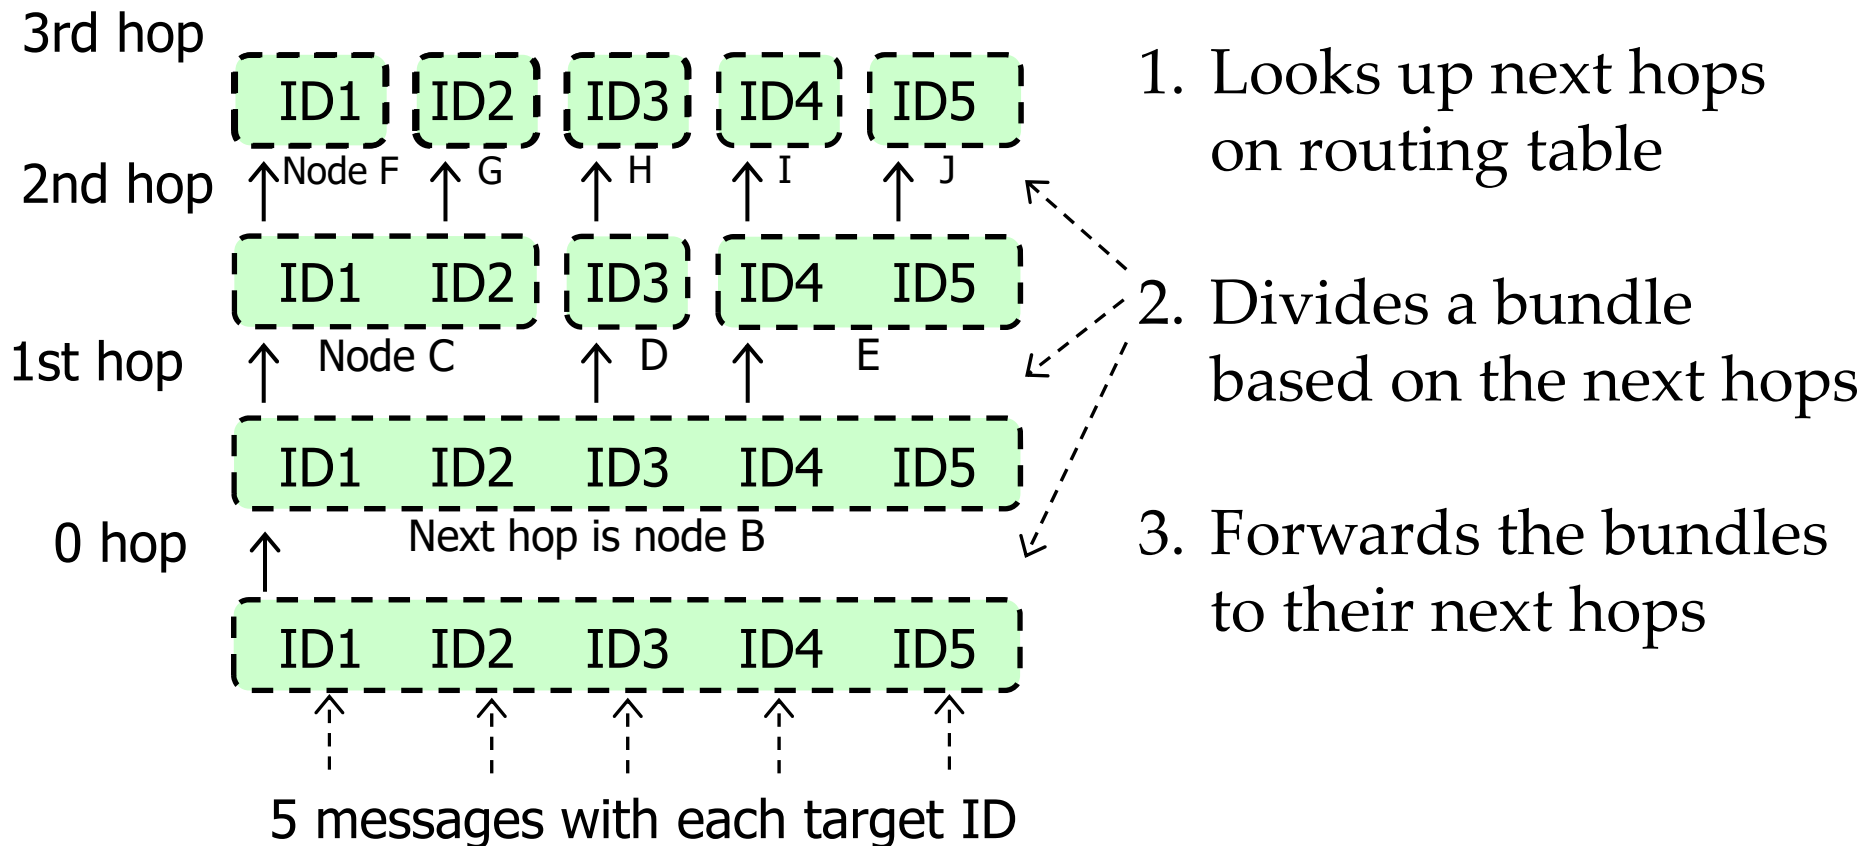 3rd hop
ID1 ID2 ID3 ID4 ID5
2nd hop
Node F G H I J
ID1 ID2 ID3 ID4 ID5
1st hop
Node C D E
ID1 ID2 ID3 ID4 ID5
0 hop
Next hop is node B
ID1 ID2 ID3 ID4 ID5
5 messages with each target ID
1. Looks up next hops
on routing table
2. Divides a bundle
based on the next hops
3. Forwards the bundles
to their next hops